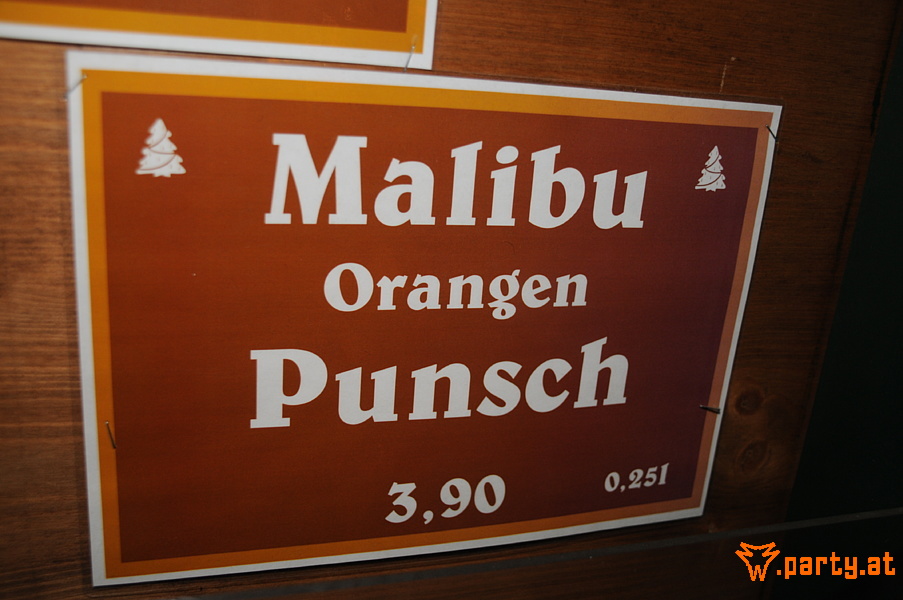 Malibu
Orangen
Punsch
3,90
0,25l
W.party.at